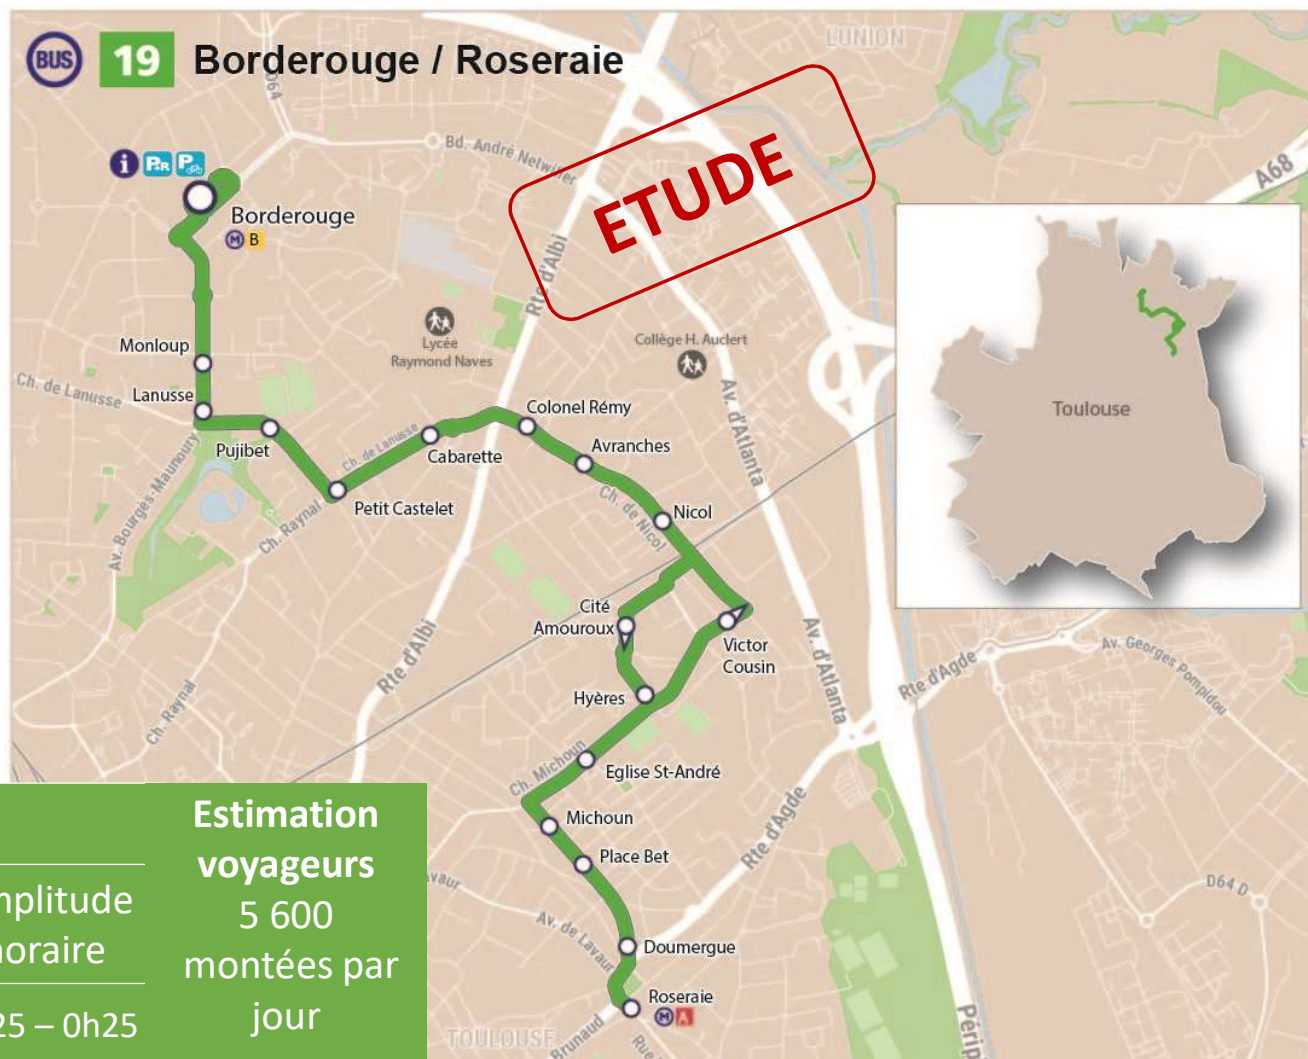 BUS 19 Borderouge / Roseraie
L'UNION
D64
Bd. André Netwiller
ETUDE
A68
i P+R P
Borderouge
M B
Rte d'Albi
Lycée
Raymond Naves
Collège H. Auclert
Monloup
Ch. de Lanusse
Lanusse
Toulouse
Av. d'Atlanta
Colonel Rémy
Pujibet
Ch. de Lanusse
Cabarette
Avranches
Av. Bourgès-Maunoury
Petit Castelet
Ch. Raynal
Ch. de Nicol
Nicol
Cité
Amouroux
Victor
Cousin
Av. d'Atlanta
Av. Georges Pompidou
Rte d'Albi
Rte d'Agde
Ch. Raynal
Hyères
Ch. Michoun
Eglise St-André
Michoun
Place Bet
Rte d'Agde
D64 D
Av. de Lavaur
Doumergue
Roseraie
M A
TOULOUSE
Brunaud
Périp
Estimation
voyageurs
5 600
montées par
jour
mplitude
horaire
25 – 0h25